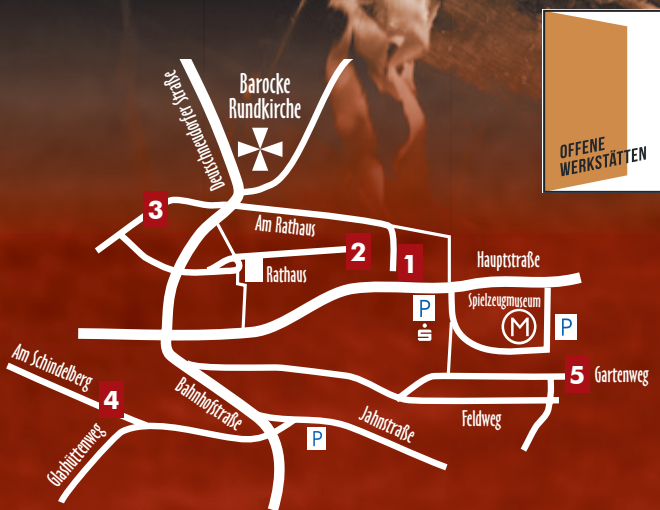 Deutschneudorfer Straße
Barocke
Rundkirche
OFFENE
WERKSTÄTTEN
3
Am Rathaus
2
1
Rathaus
Hauptstraße
Spielzeugmuseum
P
M
P
Am Schindelberg
4
Bahnhofstraße
5 Gartenweg
Glashüttenweg
P
Jahnstraße
Feldweg